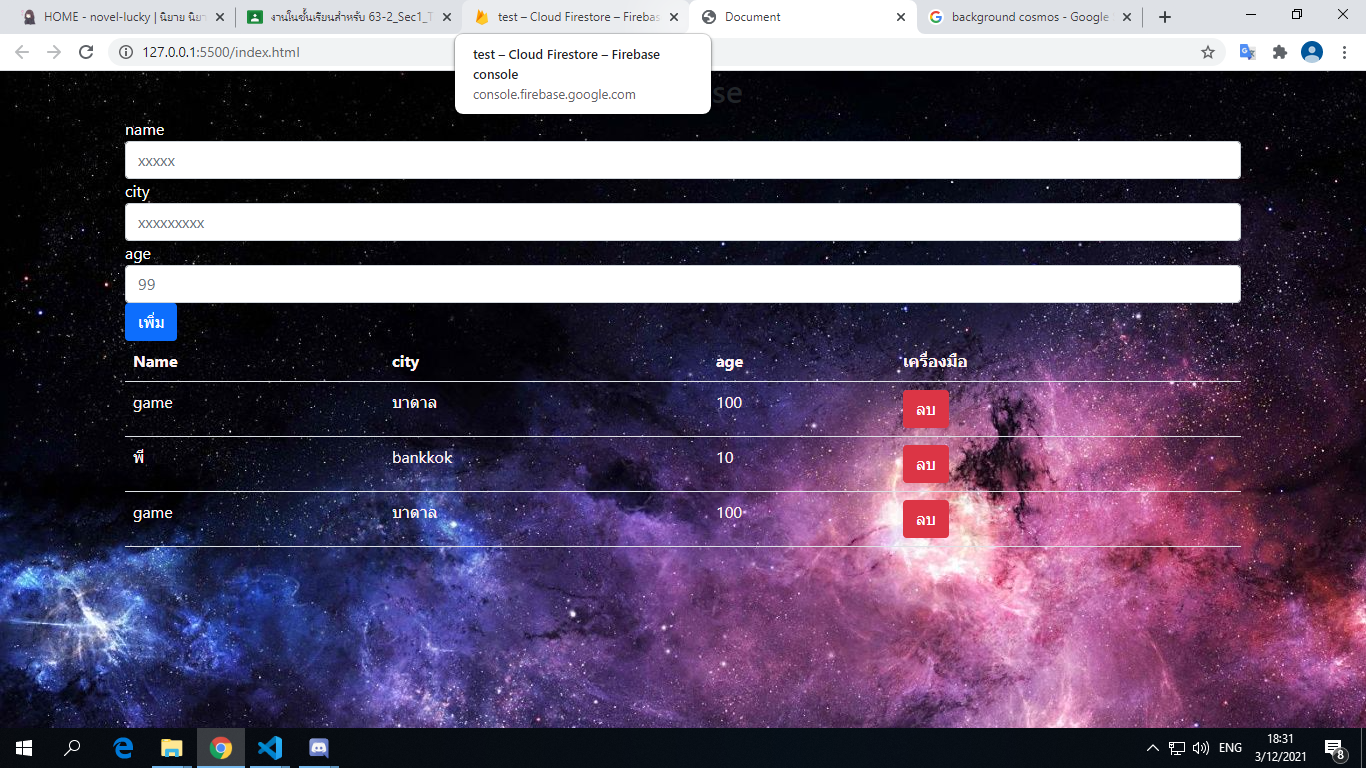 HOME - novel-lucky | นิยาย นิยา
งานในชั้นเรียนสำหรับ 63-2_Sec1_T
test – Cloud Firestore – Firebas
Document
background cosmos - Google
127.0.0.1:5500/index.html
test – Cloud Firestore – Firebase
console
console.firebase.google.com
se
name
xxxxx
city
xxxxxxxxx
age
99
เพิ่ม
Name city age เครื่องมือ
game บาดาล 100 ลบ
พี bankkok 10 ลบ
game บาดาล 100 ลบ
ENG
18:31
3/12/2021
8